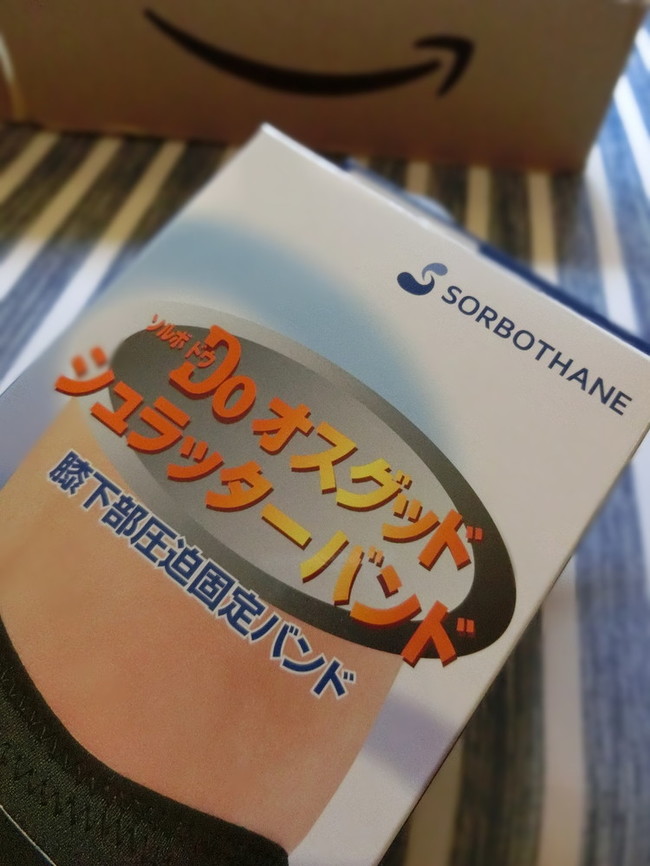 SORBOTHANE
ソルボ ドゥ
Do オスグッド
シュラッターバンド
膝下部圧迫固定バンド